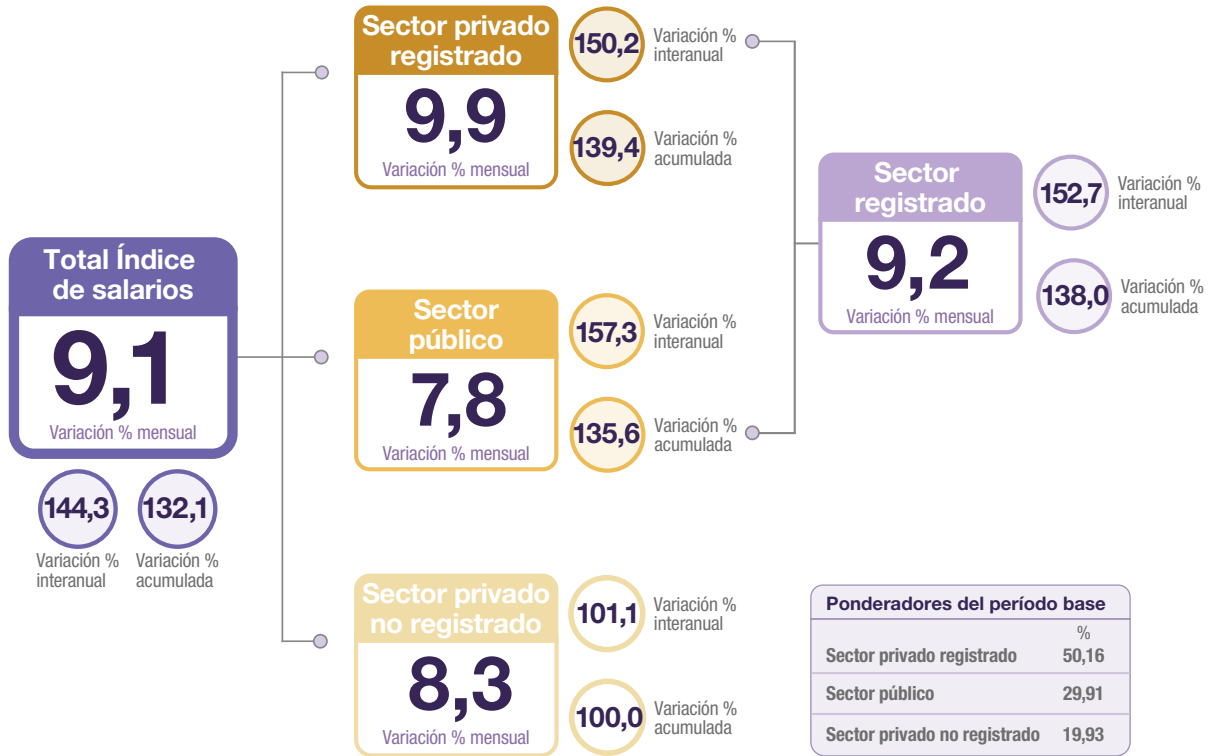 Total Índice
de salarios
9,1
Variación % mensual
144,3
Variación %
interanual
132,1
Variación %
acumulada
Sector privado
registrado
9,9
Variación % mensual
150,2
Variación %
interanual
139,4
Variación %
acumulada
Sector
público
7,8
Variación % mensual
157,3
Variación %
interanual
135,6
Variación %
acumulada
Sector privado
no registrado
8,3
Variación % mensual
101,1
Variación %
interanual
100,0
Variación %
acumulada
Sector
registrado
9,2
Variación % mensual
152,7
Variación %
interanual
138,0
Variación %
acumulada
Ponderadores del período base
%
Sector privado registrado 50,16
Sector público 29,91
Sector privado no registrado 19,93